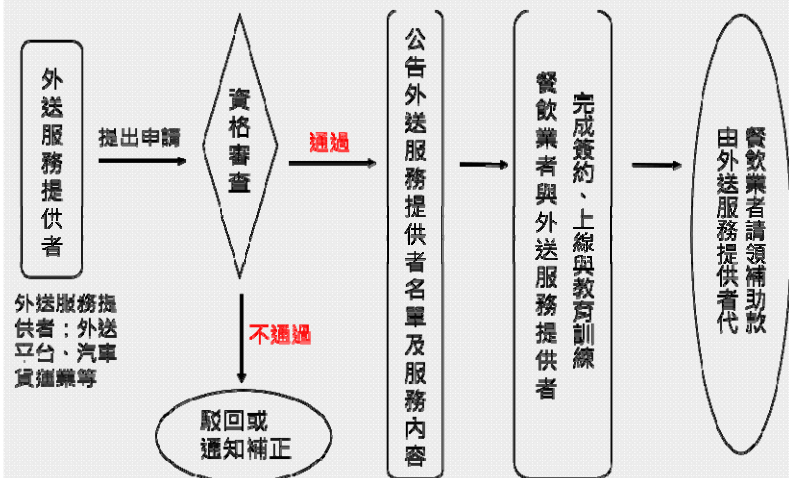 外送服務提供者
外送服務提
供者；外送
平台、汽車
貨運業等
提出申請
資格審查
通過
不通過
駁回或
通知補正
公告外送服務提供者名單及服務內容
餐飲業者與外送服務提供者
完成簽約、上線與教育訓練
由外送服務提供者代
餐飲業者請領補助款